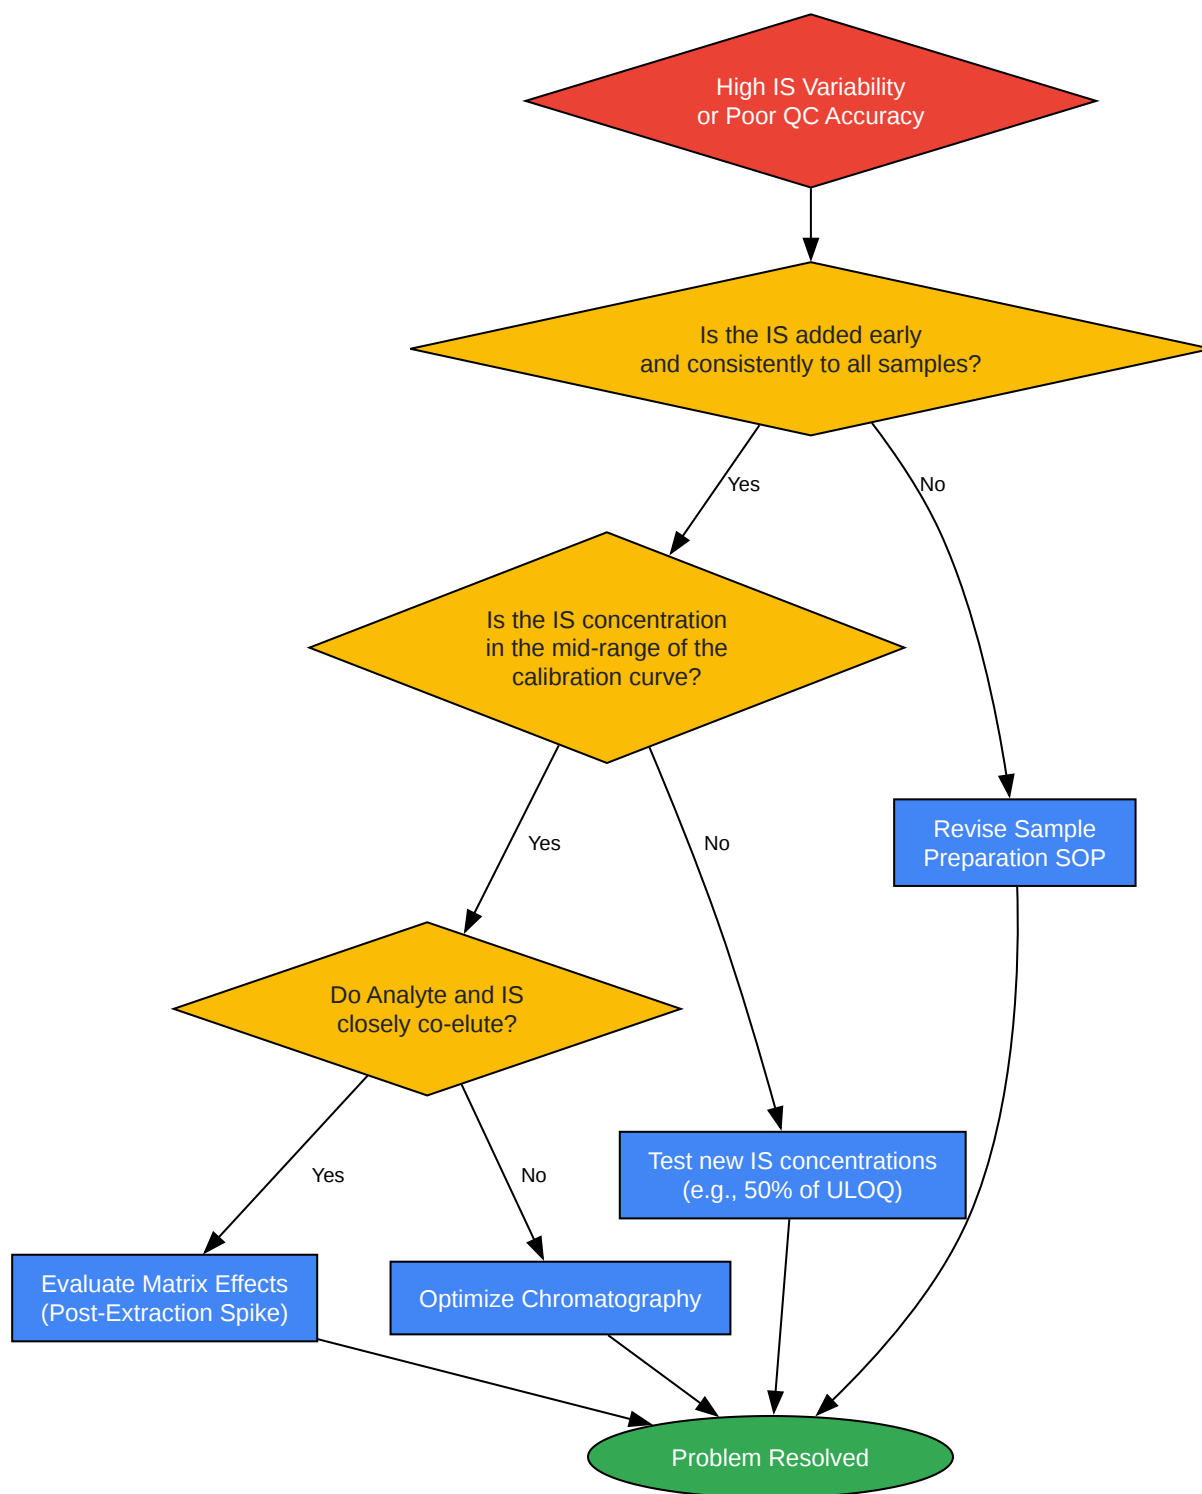 High IS Variability
or Poor QC Accuracy
Is the IS added early
and consistently to all samples?
Yes
No
Is the IS concentration
in the mid-range of the
calibration curve?
Yes
No
Revise Sample
Preparation SOP
Do Analyte and IS
closely co-elute?
Yes
No
Test new IS concentrations
(e.g., 50% of ULOQ)
Evaluate Matrix Effects
(Post-Extraction Spike)
Optimize Chromatography
Problem Resolved